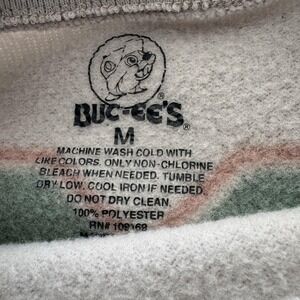 BUC-EE'S®
M
MACHINE WASH COLD WITH
LIKE COLORS. ONLY NON-CHLORINE
BLEACH WHEN NEEDED. TUMBLE
DRY LOW. COOL IRON IF NEEDED.
DO NOT DRY CLEAN.
100% POLYESTER
RN#